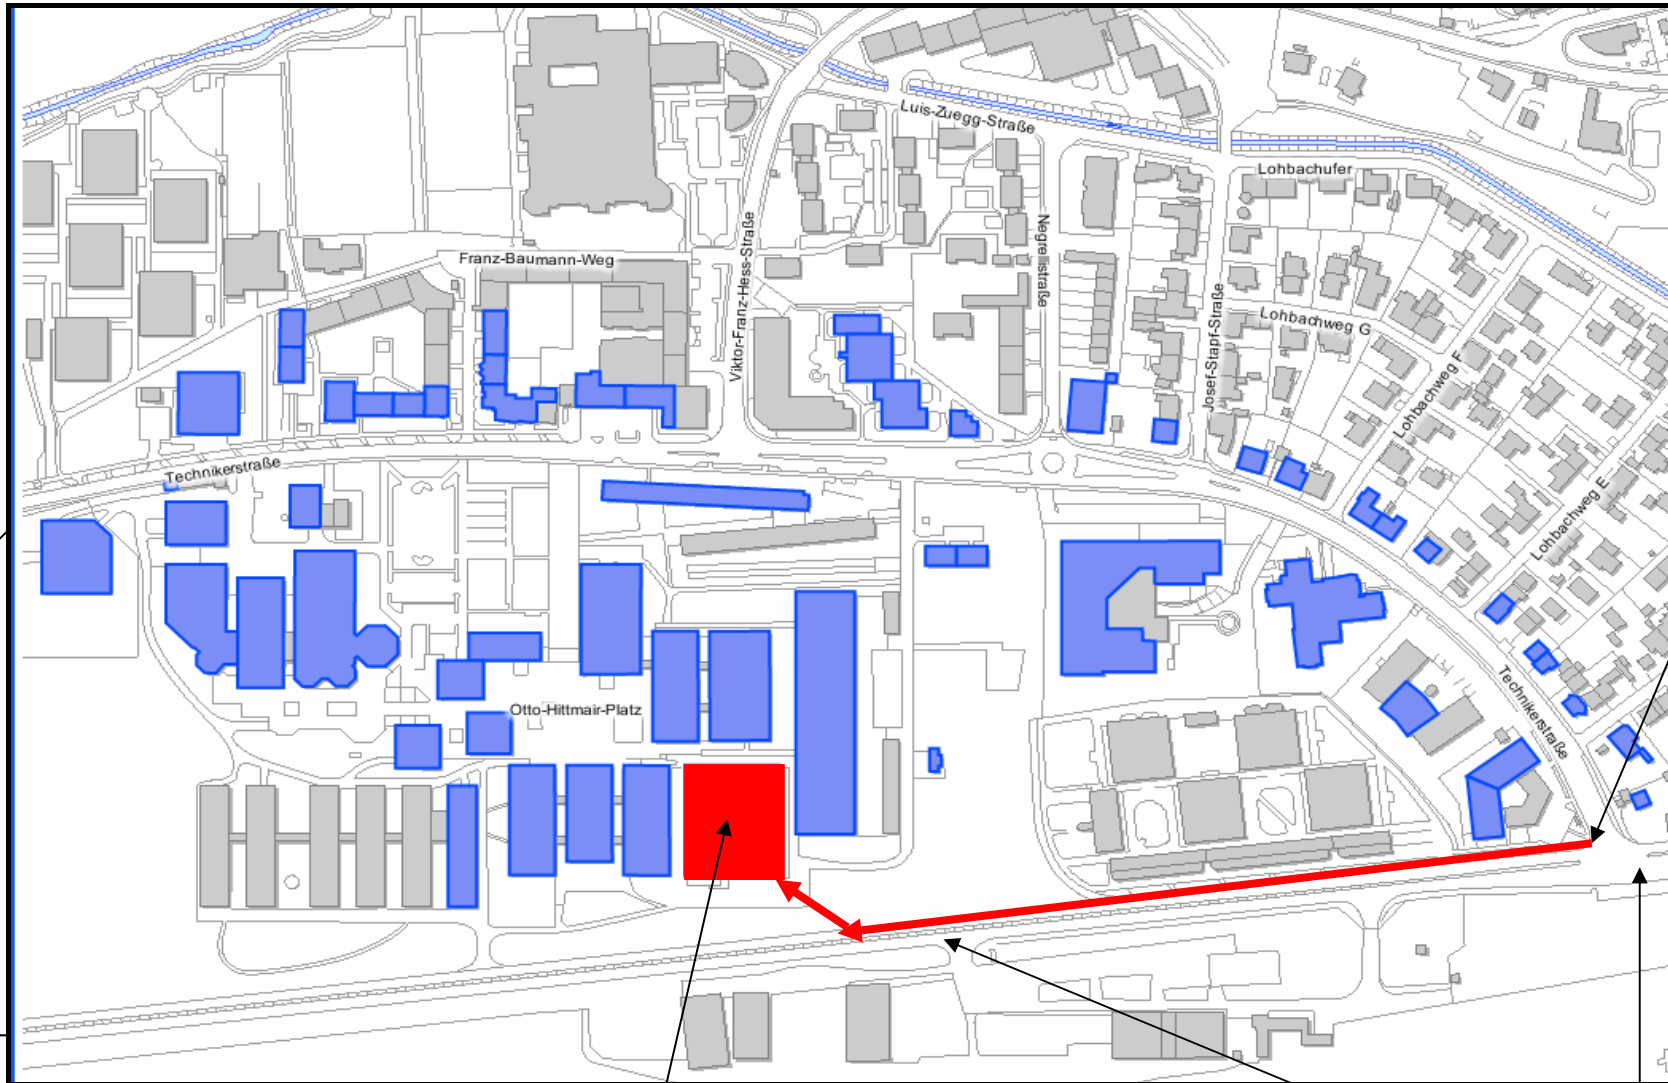 Luis-Zuegg-Straße
Lohbachufer
Franz-Baumann-Weg
Viktor-Franz-Hess-Straße
Negrellistraße
Josef-Stapf-Straße
Lohbachweg G
Lohbachweg F
Lohbachweg E
Technikerstraße
Technikerstraße
Otto-Hittmair-Platz